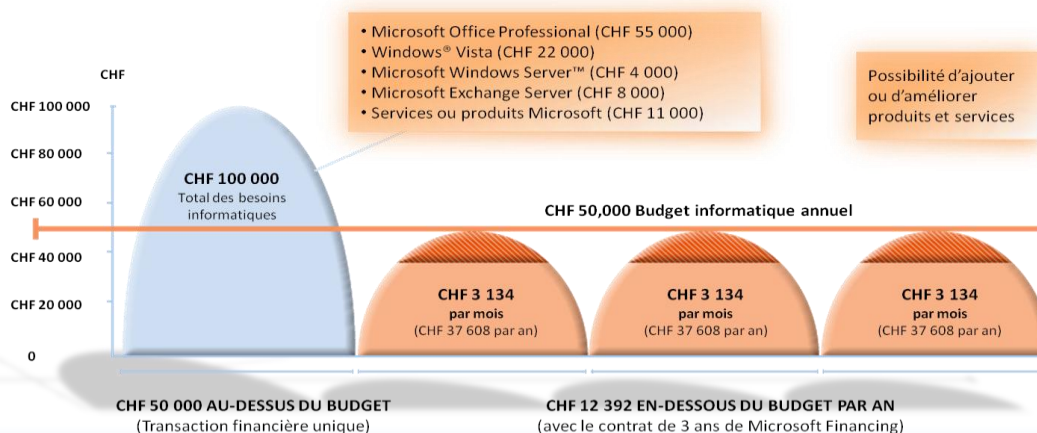 • Microsoft Office Professional (CHF 55 000)
• Windows® Vista (CHF 22 000)
• Microsoft Windows Server™ (CHF 4 000)
• Microsoft Exchange Server (CHF 8 000)
• Services ou produits Microsoft (CHF 11 000)
Possibilité d'ajouter
ou d'améliorer
produits et services
CHF
CHF 100 000
CHF 80 000
CHF 60 000
CHF 40 000
CHF 20 000
0
CHF 100 000
Total des besoins
informatiques
CHF 50,000 Budget informatique annuel
CHF 3 134
par mois
(CHF 37 608 par an)
CHF 3 134
par mois
(CHF 37 608 par an)
CHF 3 134
par mois
(CHF 37 608 par an)
CHF 50 000 AU-DESSUS DU BUDGET
(Transaction financière unique)
CHF 12 392 EN-DESSOUS DU BUDGET PAR AN
(avec le contrat de 3 ans de Microsoft Financing)